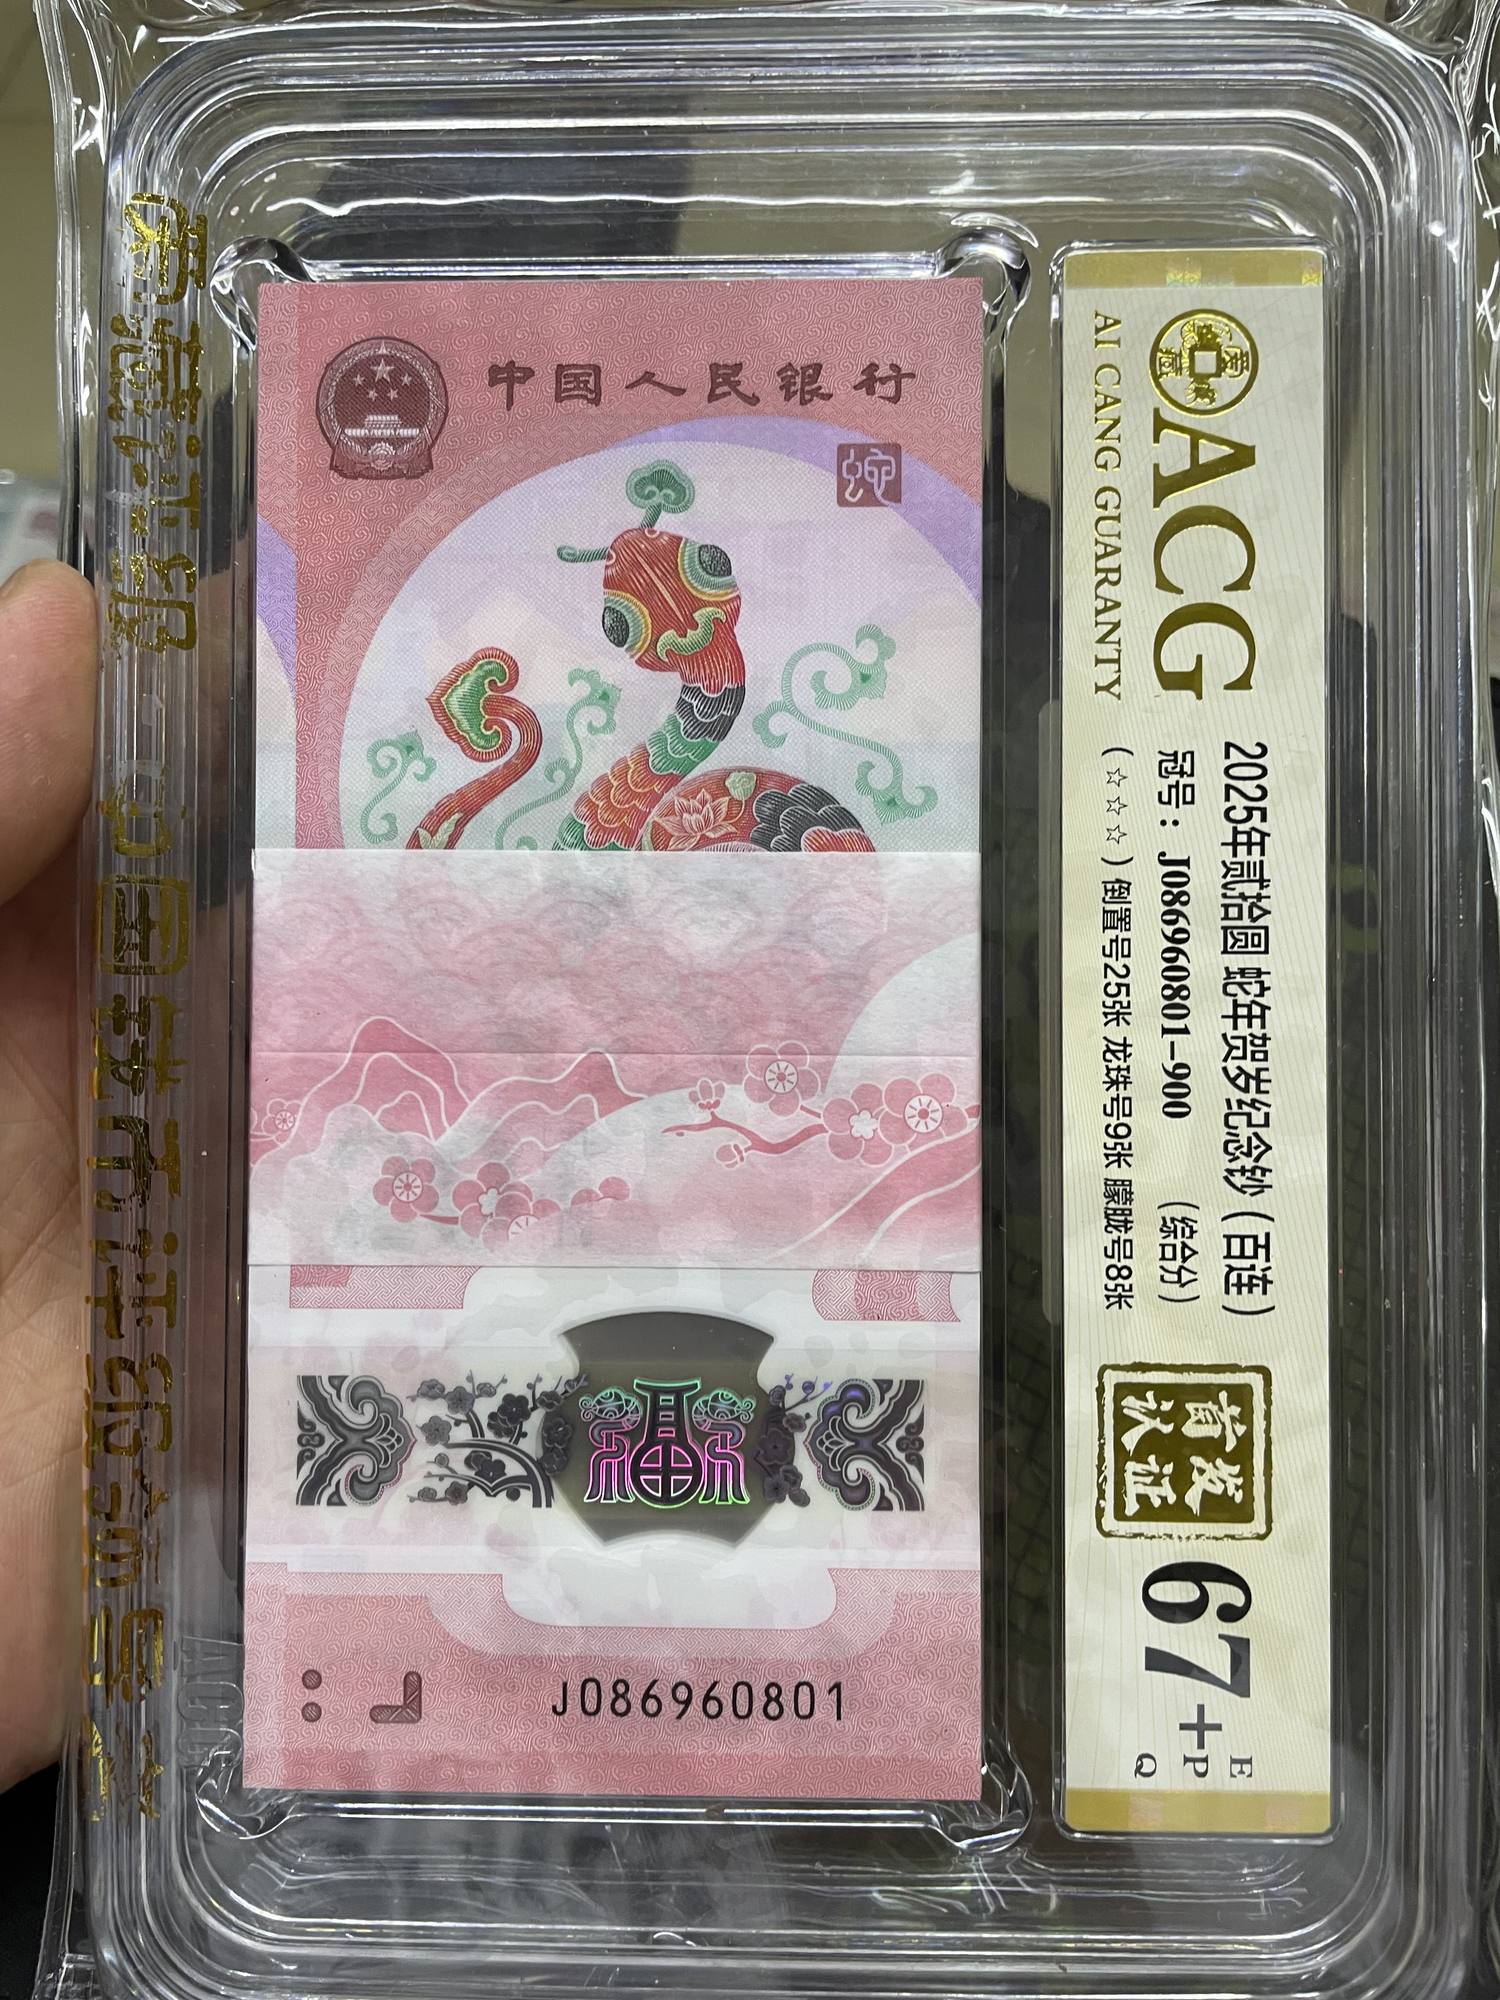 中国人民银行
蛇
福
J086960801
ACG
AI CANG GUARANTY
2025年贰拾圆 蛇年贺岁纪念钞（百连）
冠号：J086960801-900 （综合分）
（☆☆☆）倒置号25张 龙珠号9张 朦胧号8张
首发
认证
67+
E
P
Q
ACG